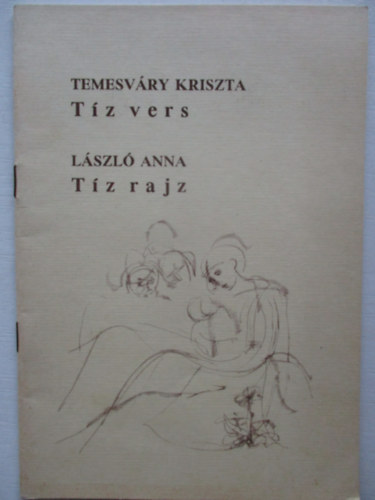 TEMESVÁRY KRISZTA
Tíz vers
LÁSZLÓ ANNA
Tíz rajz